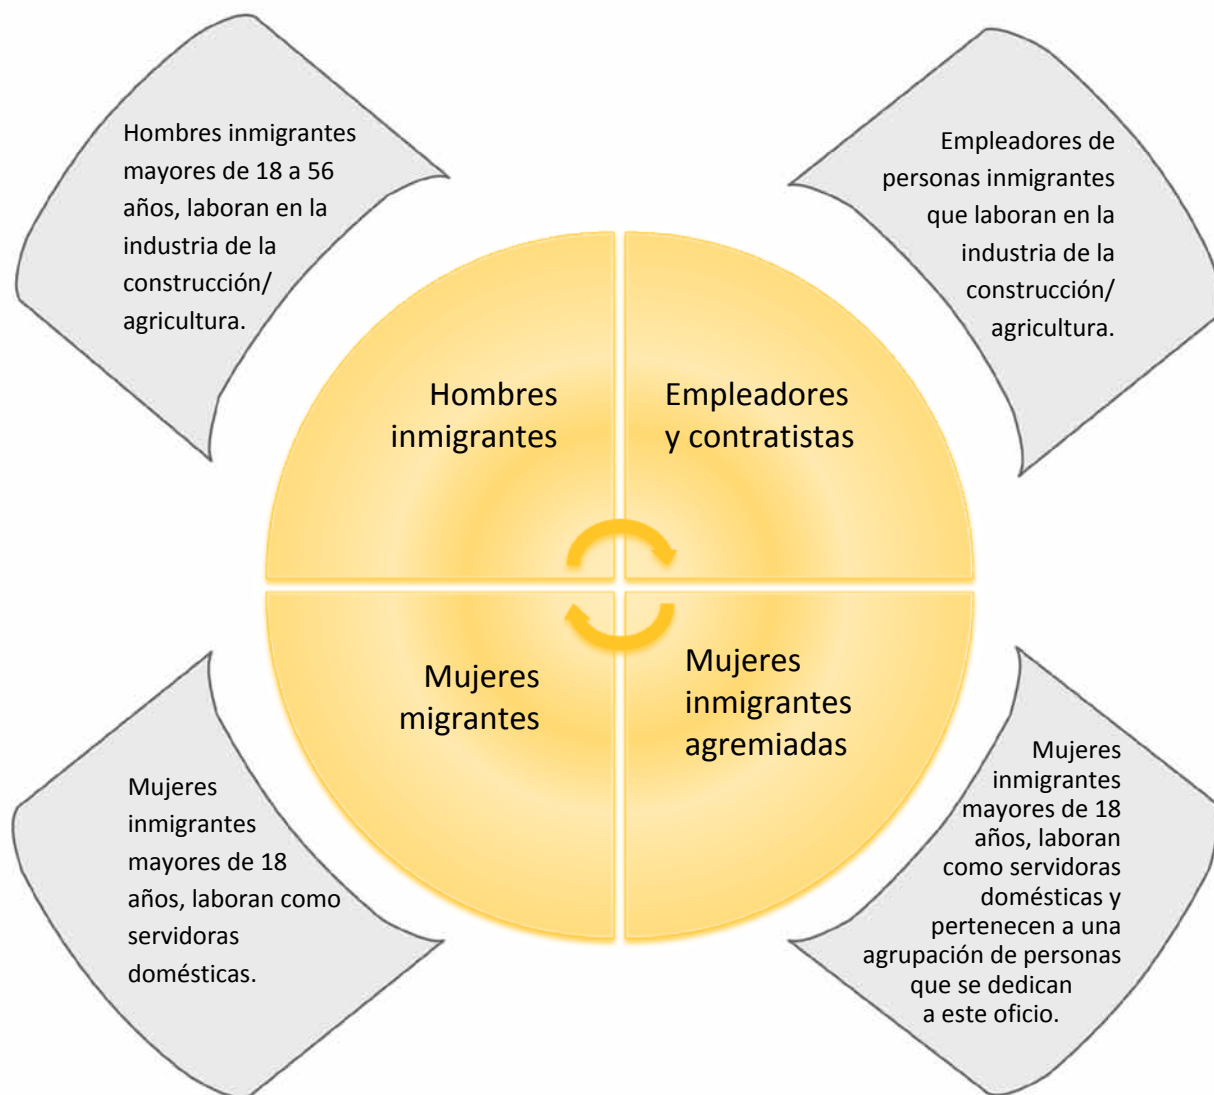 Hombres inmigrantes
mayores de 18 a 56
años, laboran en la
industria de la
construcción/
agricultura.
Empleadores de
personas inmigrantes
que laboran en la
industria de la
construcción/
agricultura.
Hombres
inmigrantes
Empleadores
y contratistas
Mujeres
migrantes
Mujeres
inmigrantes
agremiadas
Mujeres
inmigrantes
mayores de 18
años, laboran como
servidoras
domésticas.
Mujeres
inmigrantes
mayores de 18
años, laboran
como servidoras
domésticas y
pertenecen a una
agrupación de personas
que se dedican
a este oficio.